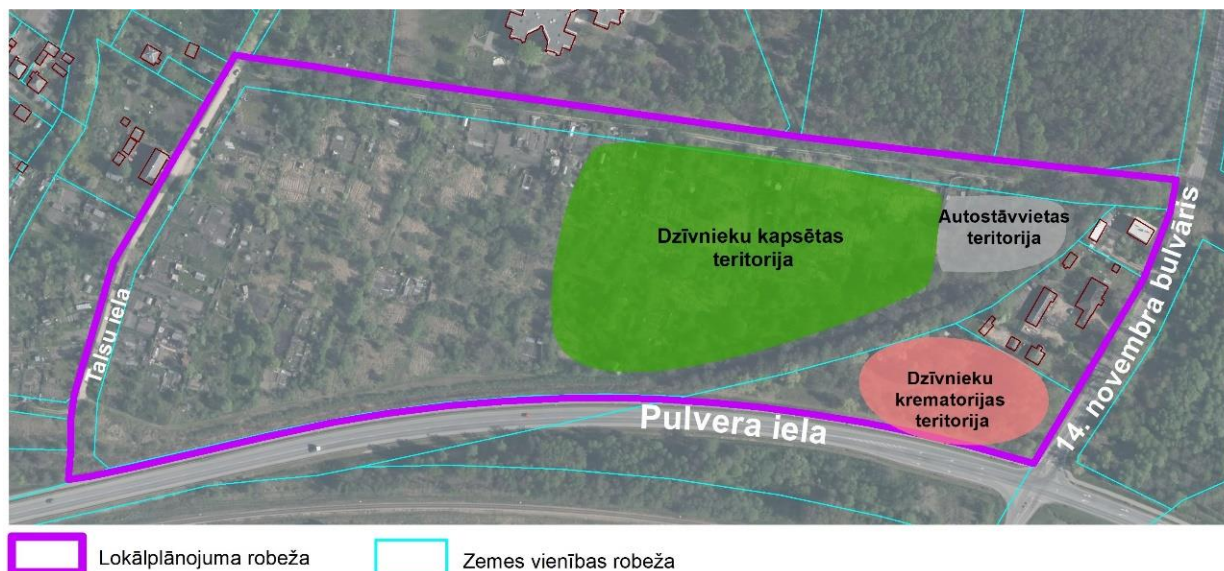 Dzīvnieku kapsētas
teritorija
Autostāvvietas
teritorija
Talsu iela
14. novembra bulvāris
Dzīvnieku
krematorijas
teritorija
Pulvera iela
Lokālplānojuma robeža
Zemes vienības robeža